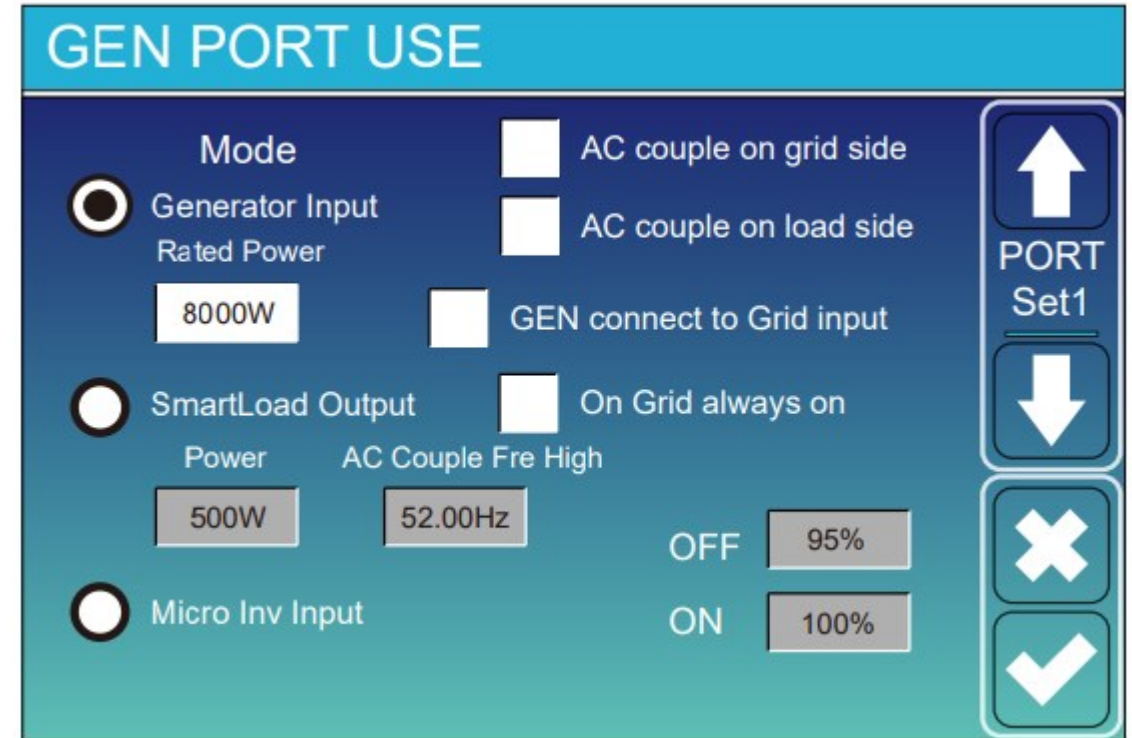 GEN PORT USE
Mode
AC couple on grid side
Generator Input
AC couple on load side
Rated Power
8000W
GEN connect to Grid input
SmartLoad Output
On Grid always on
Power
AC Couple Fre High
500W
52.00Hz
OFF
95%
Micro Inv Input
ON
100%
PORT
Set1